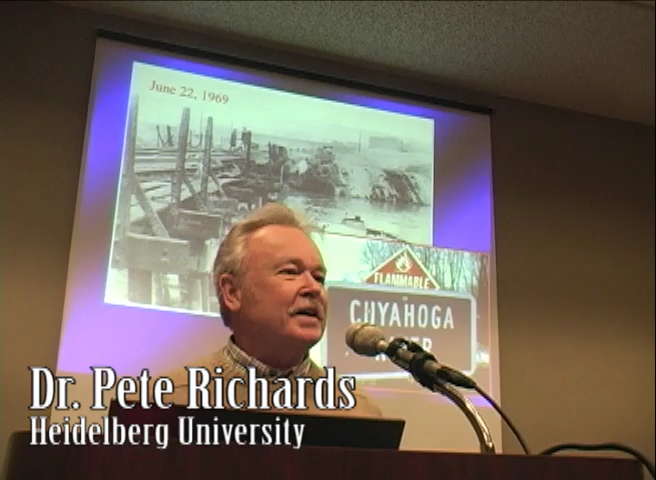 June 22, 1969
FLAMMABLE
CUYAHOGA
Dr. Pete Richards
Heidelberg University